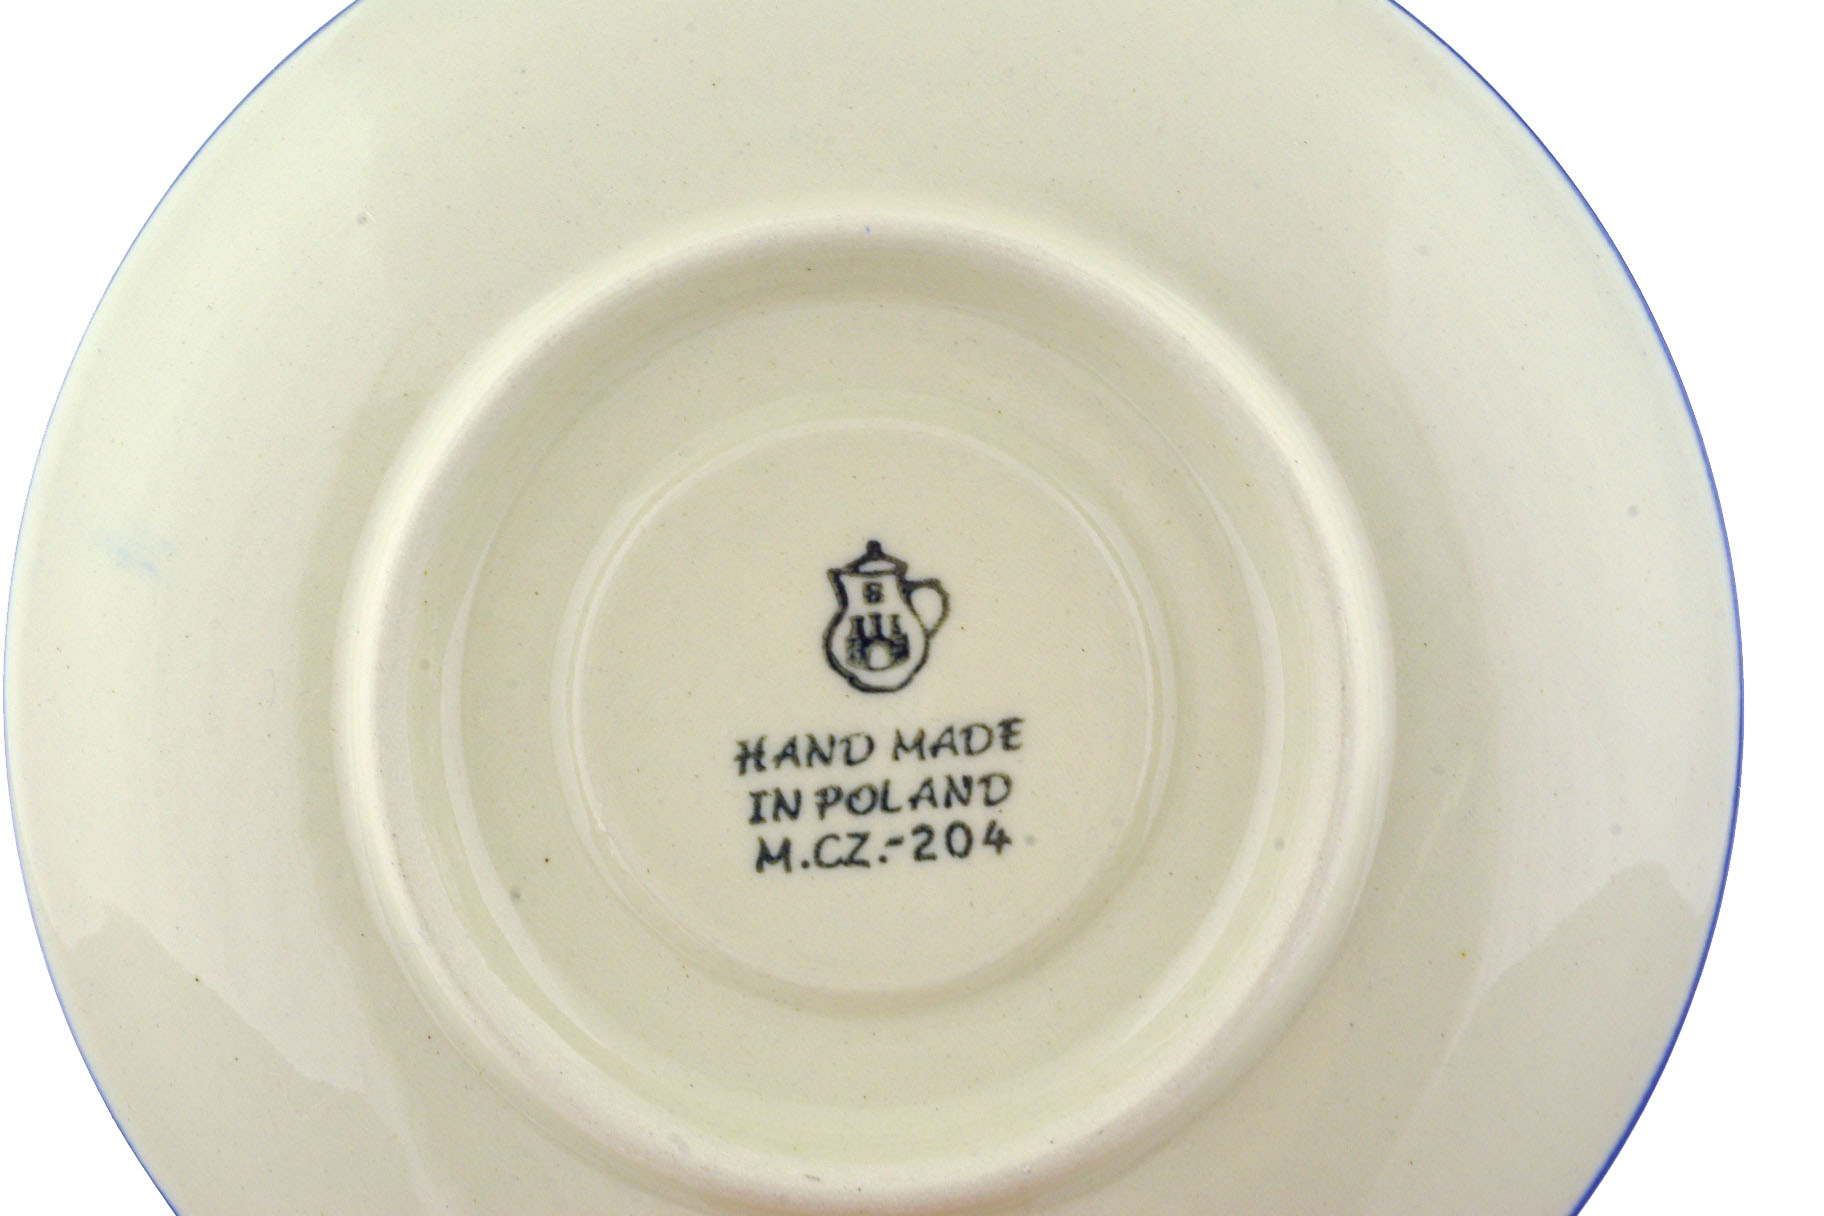 HAND MADE
IN POLAND
M.CZ.-204